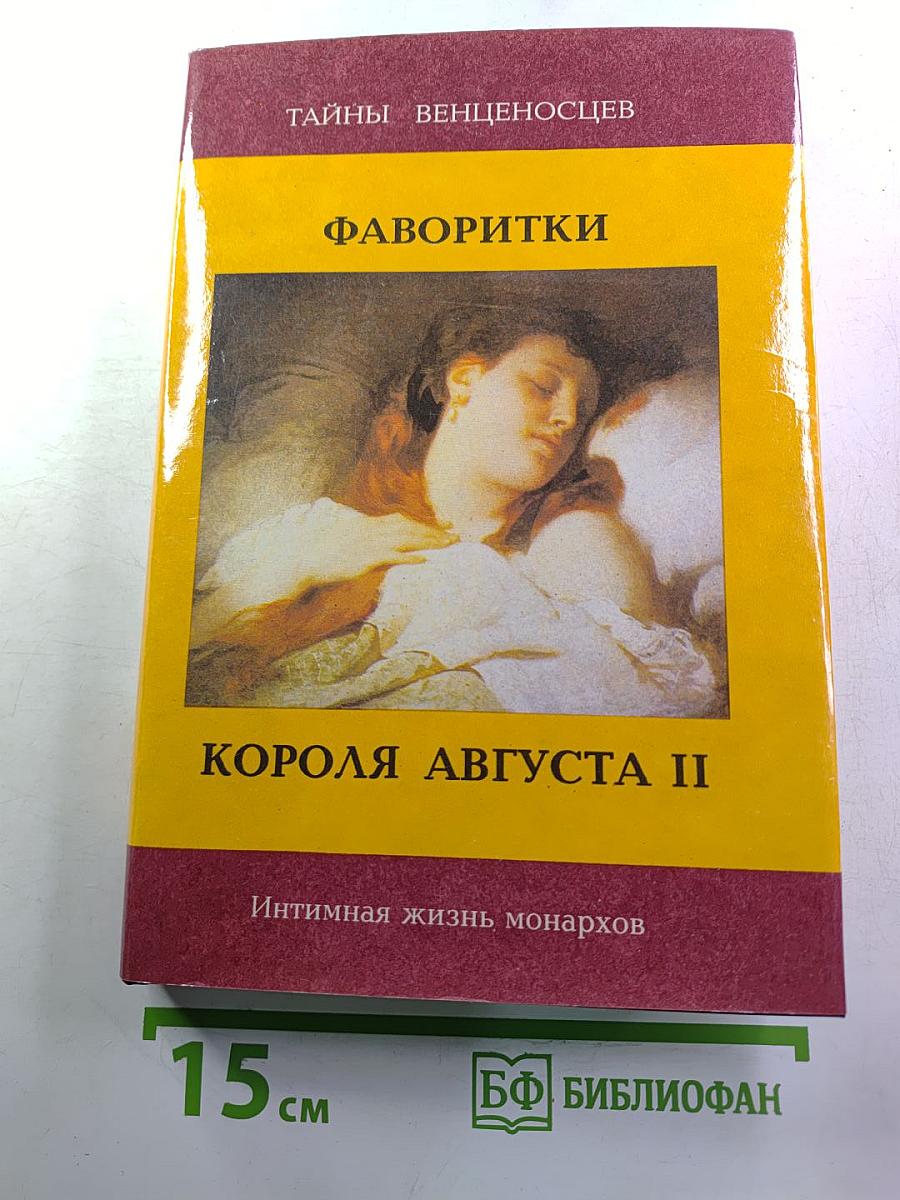 ТАЙНЫ ВЕНЦЕНОСЦЕВ
ФАВОРИТКИ
КОРОЛЯ АВГУСТА II
Интимная жизнь монархов
15 см
БФ БИБЛИОФАН